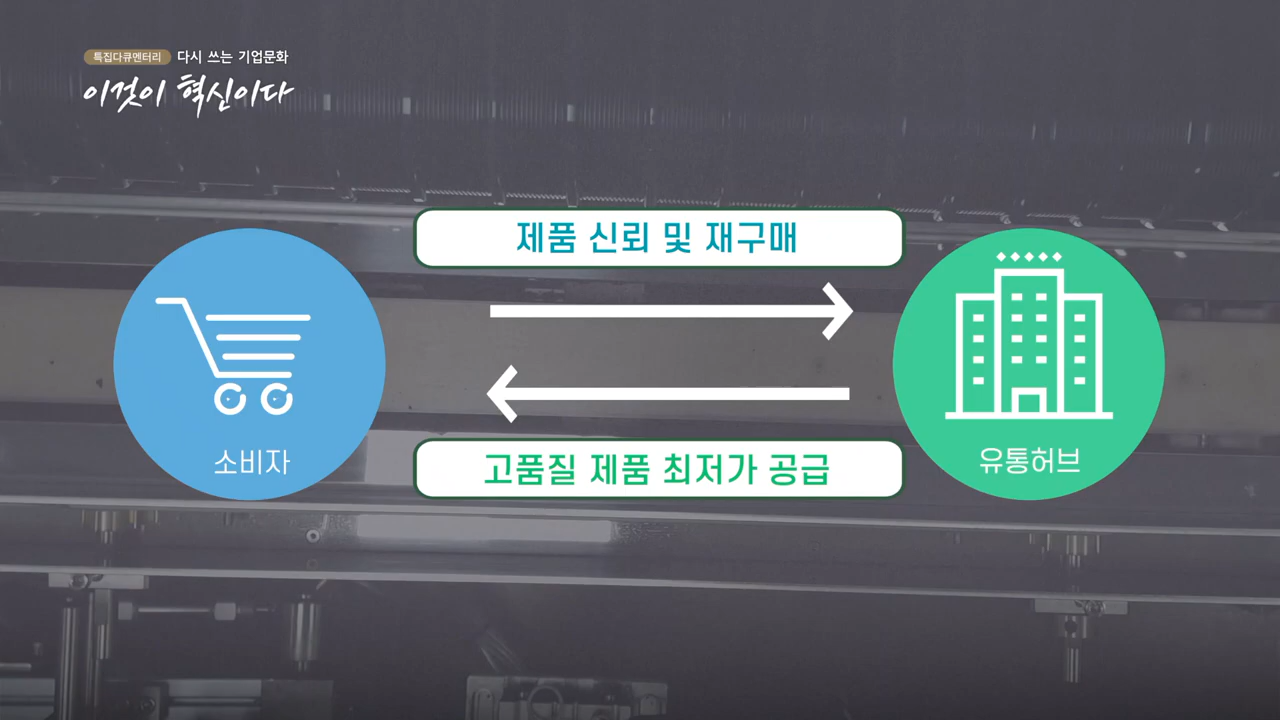 특집다큐멘터리 다시 쓰는 기업문화
이것이 혁신이다
제품 신뢰 및 재구매
소비자
유통허브
고품질 제품 최저가 공급